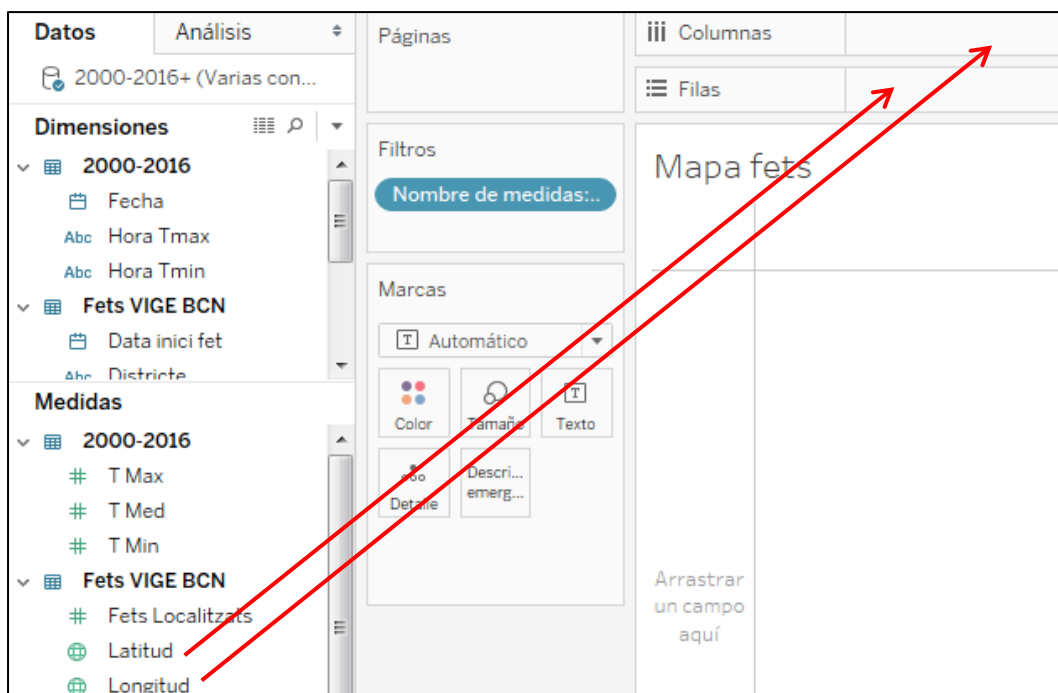 Datos
Análisis
2000-2016+ (Varias con...
Dimensiones
2000-2016
Fecha
Abc Hora Tmax
Abc Hora Tmin
Fets VIGE BCN
Data inici fet
Abc Districte
Medidas
2000-2016
# T Max
# T Med
# T Min
Fets VIGE BCN
# Fets Localitzats
Latitud
Longitud
Páginas
Filtros
Nombre de medidas:..
Marcas
T Automático
Color
Tamaño
T
Texto
Detalle
Descri...
emerg...
Columnas
Filas
Mapa fets
Arrastrar
un campo
aquí